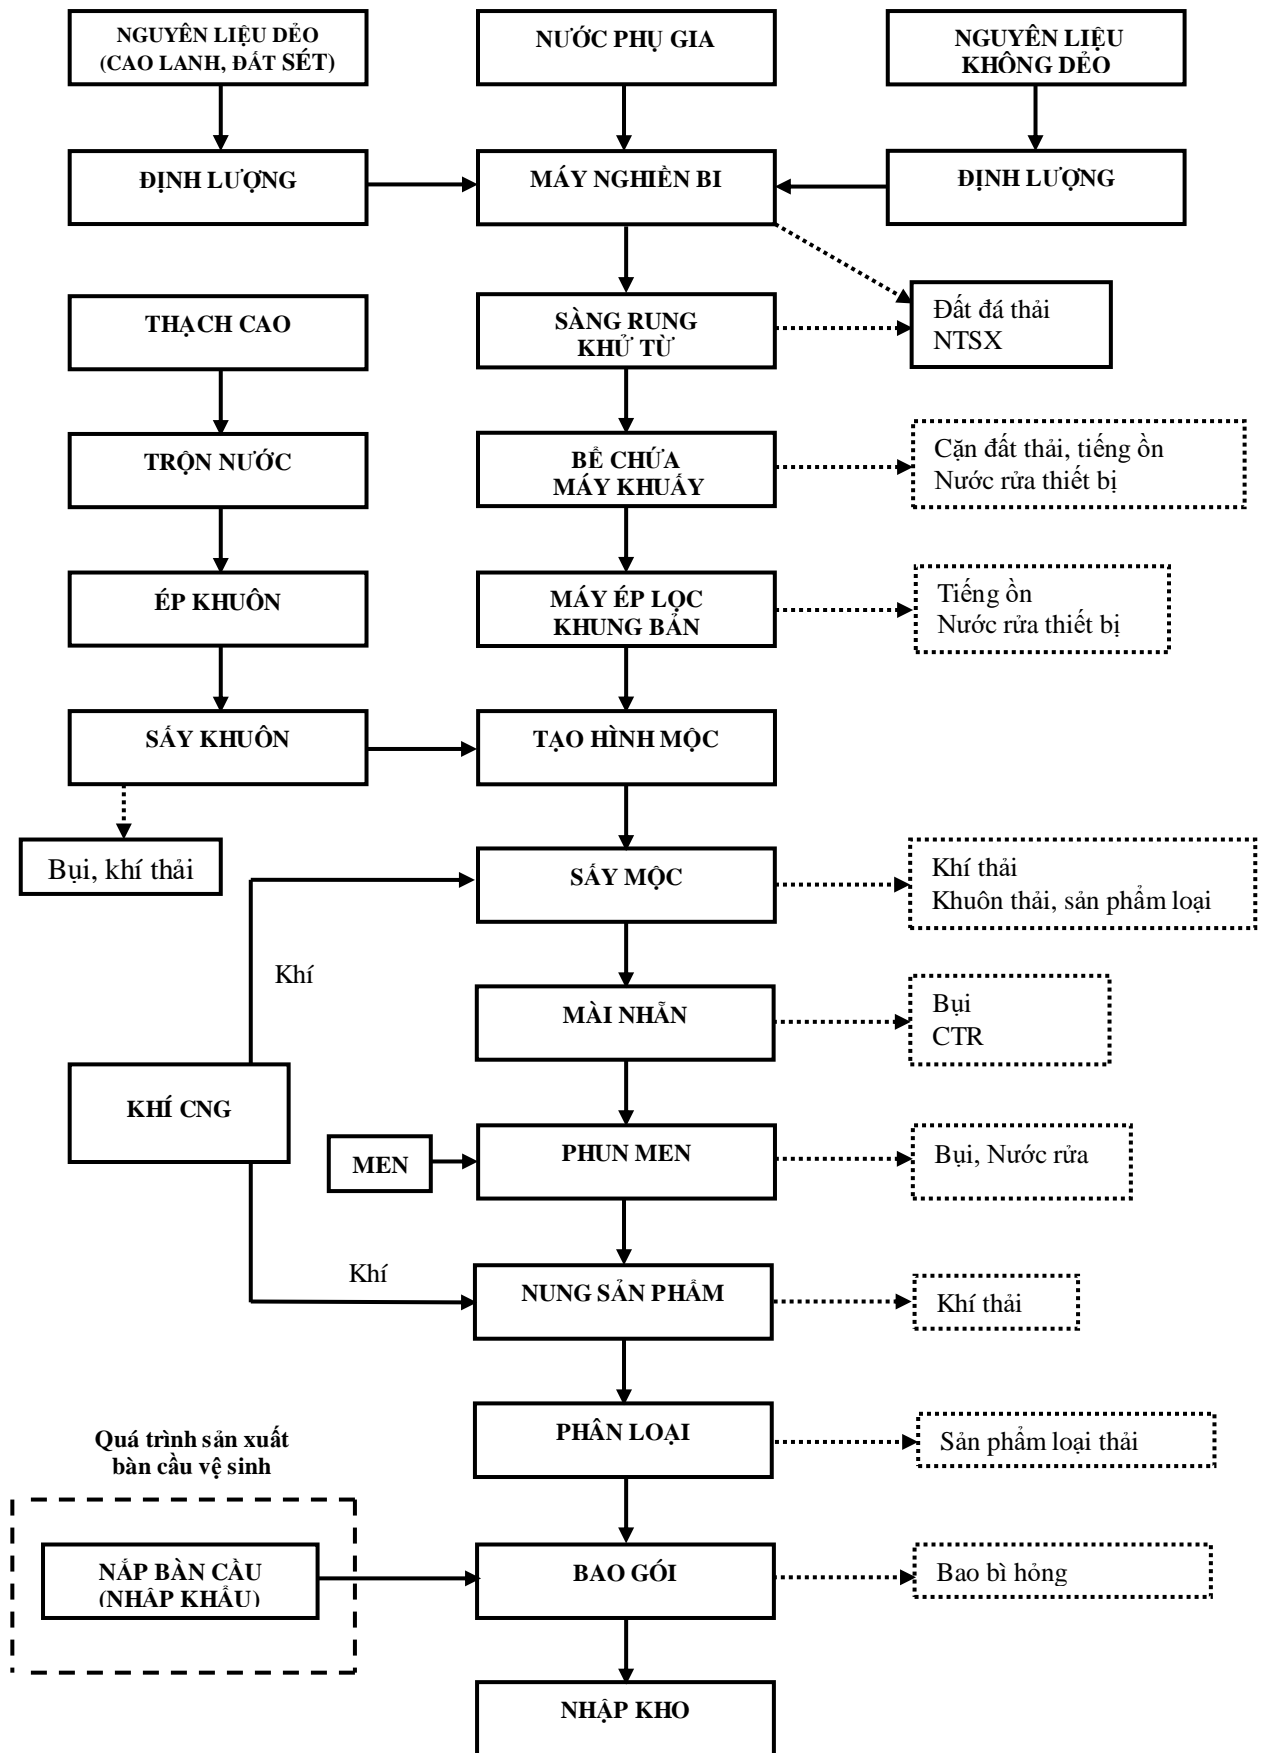 NGUYÊN LIỆU DẺO
(CAO LANH, ĐẤT SÉT)
NƯỚC PHỤ GIA
NGUYÊN LIỆU
KHÔNG DẺO
ĐỊNH LƯỢNG
MÁY NGHIỀN BI
ĐỊNH LƯỢNG
THẠCH CAO
SÀNG RUNG
KHỬ TỪ
Đất đá thải
NTSX
TRỘN NƯỚC
BỂ CHỨA
MÁY KHUẤY
Cặn đất thải, tiếng ồn
Nước rửa thiết bị
ÉP KHUÔN
MÁY ÉP LỌC
KHUNG BẢN
Tiếng ồn
Nước rửa thiết bị
SẤY KHUÔN
TẠO HÌNH MỘC
Bụi, khí thải
SẤY MỘC
Khí thải
Khuôn thải, sản phẩm loại
Khí
MÀI NHẴN
Bụi
CTR
KHÍ CNG
MEN
PHUN MEN
Bụi, Nước rửa
Khí
NUNG SẢN PHẨM
Khí thải
PHÂN LOẠI
Sản phẩm loại thải
Quá trình sản xuất
bàn cầu vệ sinh
NẮP BÀN CẦU
(NHẬP KHẨU)
BAO GÓI
Bao bì hỏng
NHẬP KHO